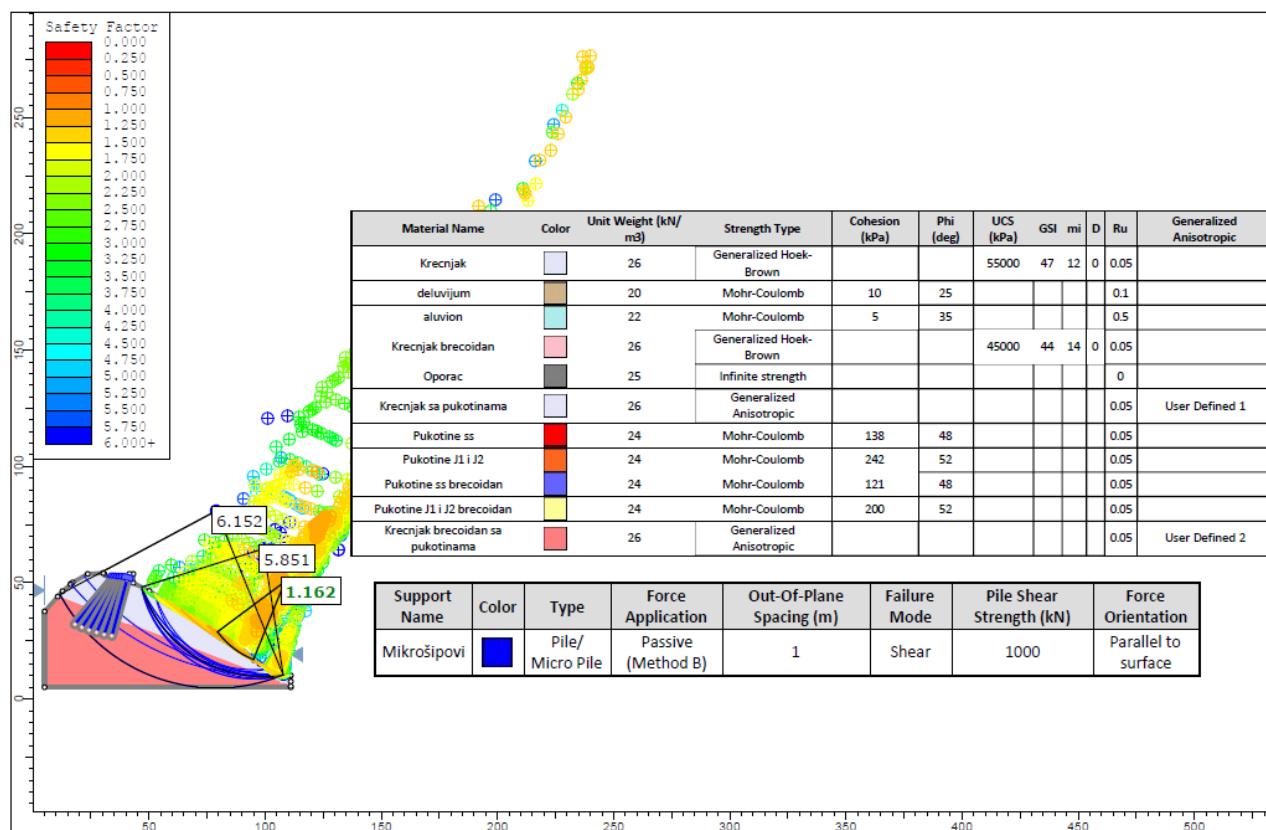 Safety Factor
0.000
0.250
0.500
0.750
1.000
1.250
1.500
1.750
2.000
2.250
2.500
2.750
3.000
3.250
3.500
3.750
4.000
4.250
4.500
4.750
5.000
5.250
5.500
5.750
6.000+
250
200
150
100
50
0
Material Name Color Unit Weight (kN/ m3) Strength Type Cohesion (kPa) Phi (deg) UCS (kPa) GSI mi D Ru Generalized Anisotropic
Krecnjak 26 Generalized Hoek-Brown 55000 47 12 0 0.05
deluvijum 20 Mohr-Coulomb 10 25 0.1
aluvion 22 Mohr-Coulomb 5 35 0.5
Krecnjak brecoidan 26 Generalized Hoek-Brown 45000 44 14 0 0.05
Oporac 25 Infinite strength 0
Krecnjak sa pukotinama 26 Generalized Anisotropic 0.05 User Defined 1
Pukotine ss 24 Mohr-Coulomb 138 48 0.05
Pukotine J1 i J2 24 Mohr-Coulomb 242 52 0.05
Pukotine ss brecoidan 24 Mohr-Coulomb 121 48 0.05
Pukotine J1 i J2 brecoidan 24 Mohr-Coulomb 200 52 0.05
Krecnjak brecoidan sa pukotinama 26 Generalized Anisotropic 0.05 User Defined 2
6.152
5.851
1.162
Support Name Color Type Force Application Out-Of-Plane Spacing (m) Failure Mode Pile Shear Strength (kN) Force Orientation
Mikrošipovi Pile/ Micro Pile Passive (Method B) 1 Shear 1000 Parallel to surface
50 100 150 200 250 300 350 400 450 500